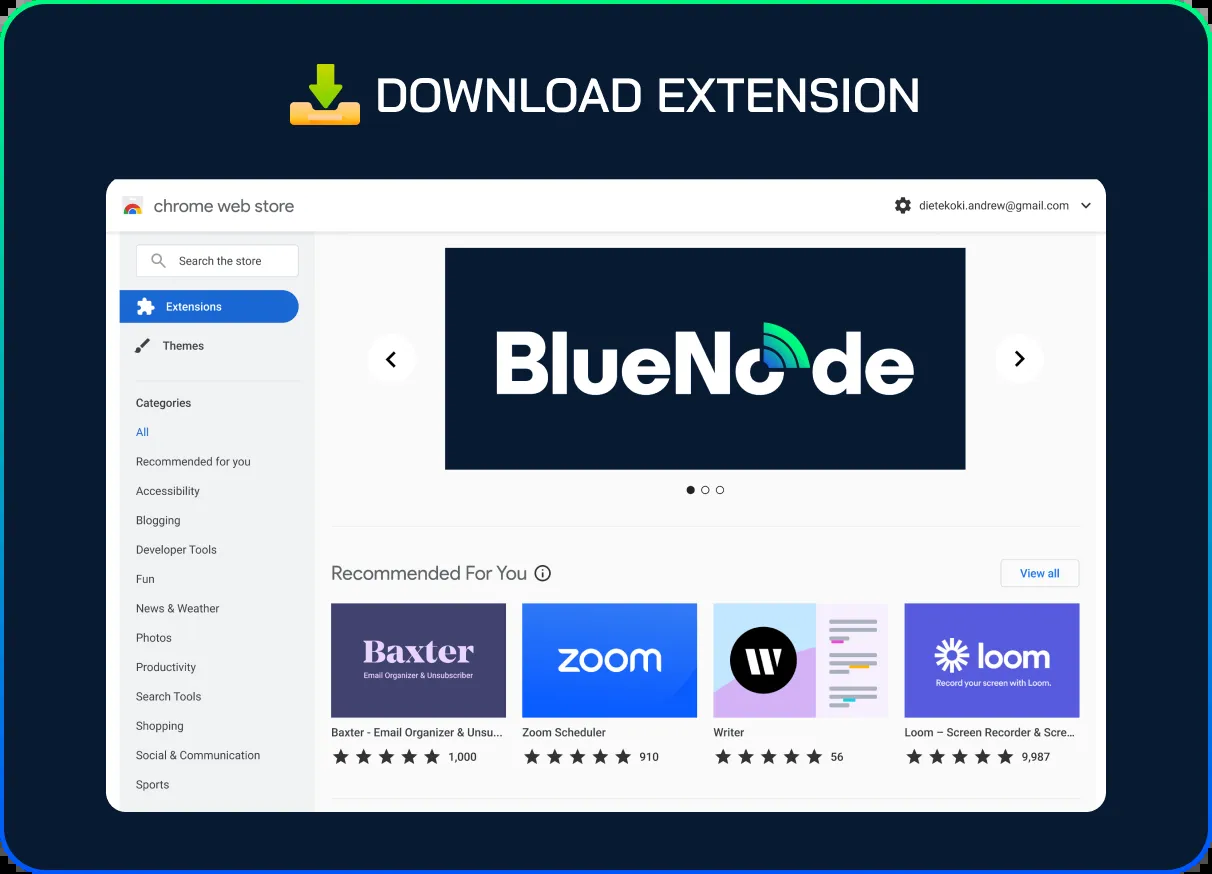 DOWNLOAD EXTENSION
chrome web store
dietekoki.andrew@gmail.com
Search the store
Extensions
Themes
Categories
All
Recommended for you
Accessibility
Blogging
Developer Tools
Fun
News & Weather
Photos
Productivity
Search Tools
Shopping
Social & Communication
Sports
BlueNode
Recommended For You
View all
Baxter
Email Organizer & Unsubscriber
Baxter - Email Organizer & Unsu...
1,000
zoom
Zoom Scheduler
910
W
Writer
56
loom
Record your screen with Loom.
Loom – Screen Recorder & Scre...
9,987